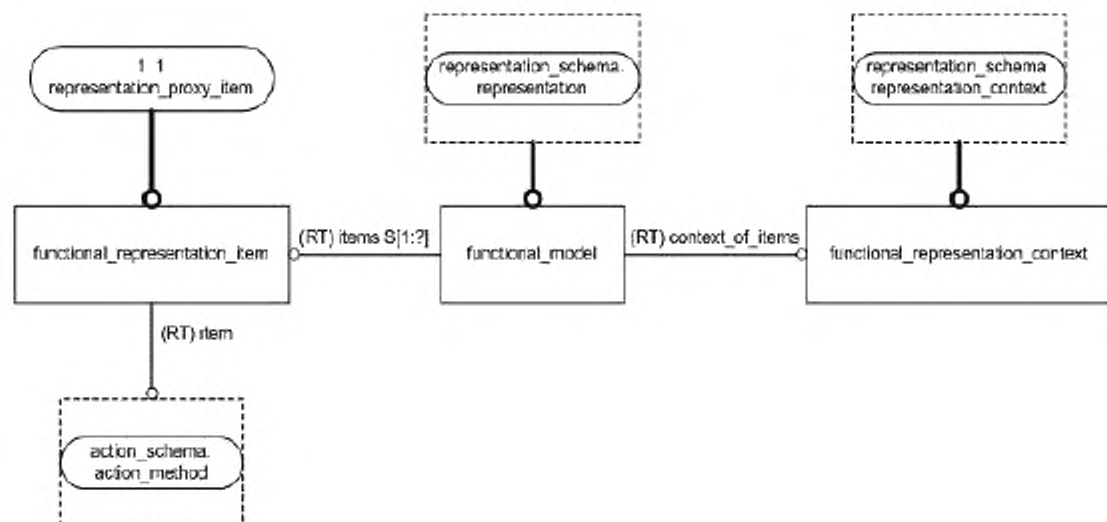 1 1
representation_proxy_item
representation_schema.
representation
representation_schema
representation_context
functional_representation_item
(RT) items S[1:?]
functional_model
(RT) context_of_items
functional_representation_context
(RT) item
action_schema.
action_method